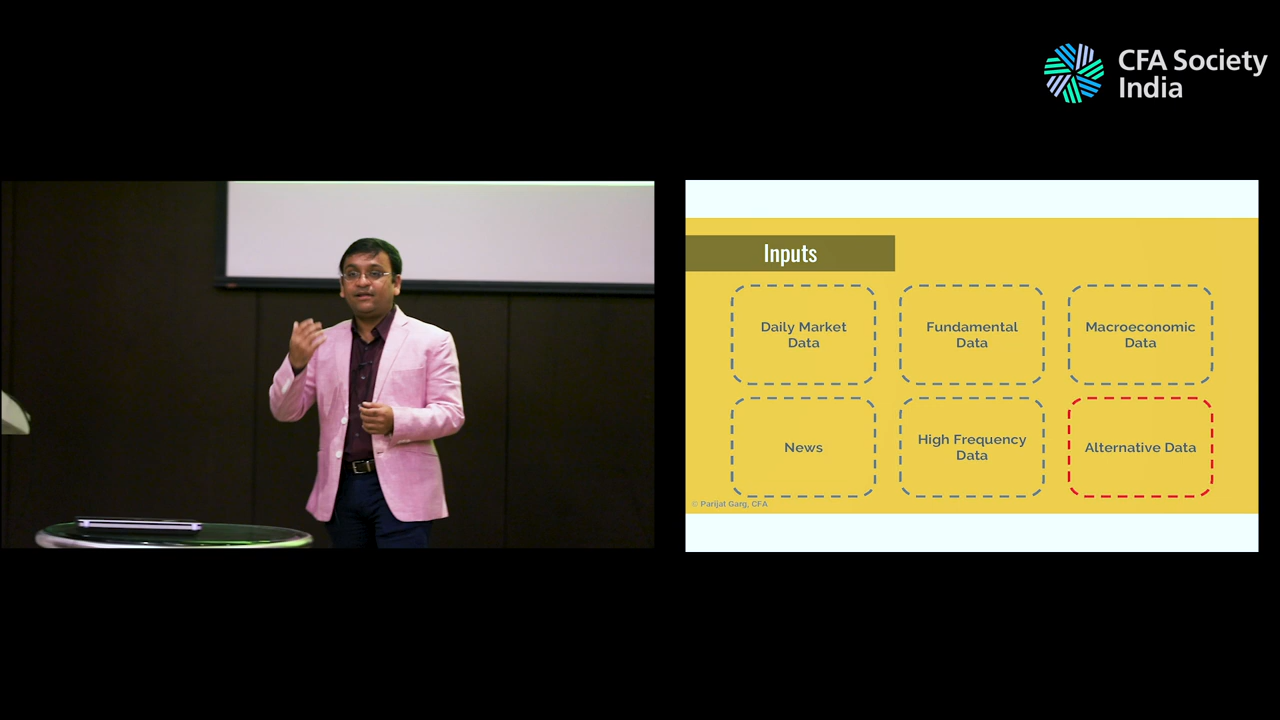 CFA Society
India
Inputs
Daily Market
Data
Fundamental
Data
Macroeconomic
Data
News
High Frequency
Data
Alternative Data
© Parijat Garg, CFA